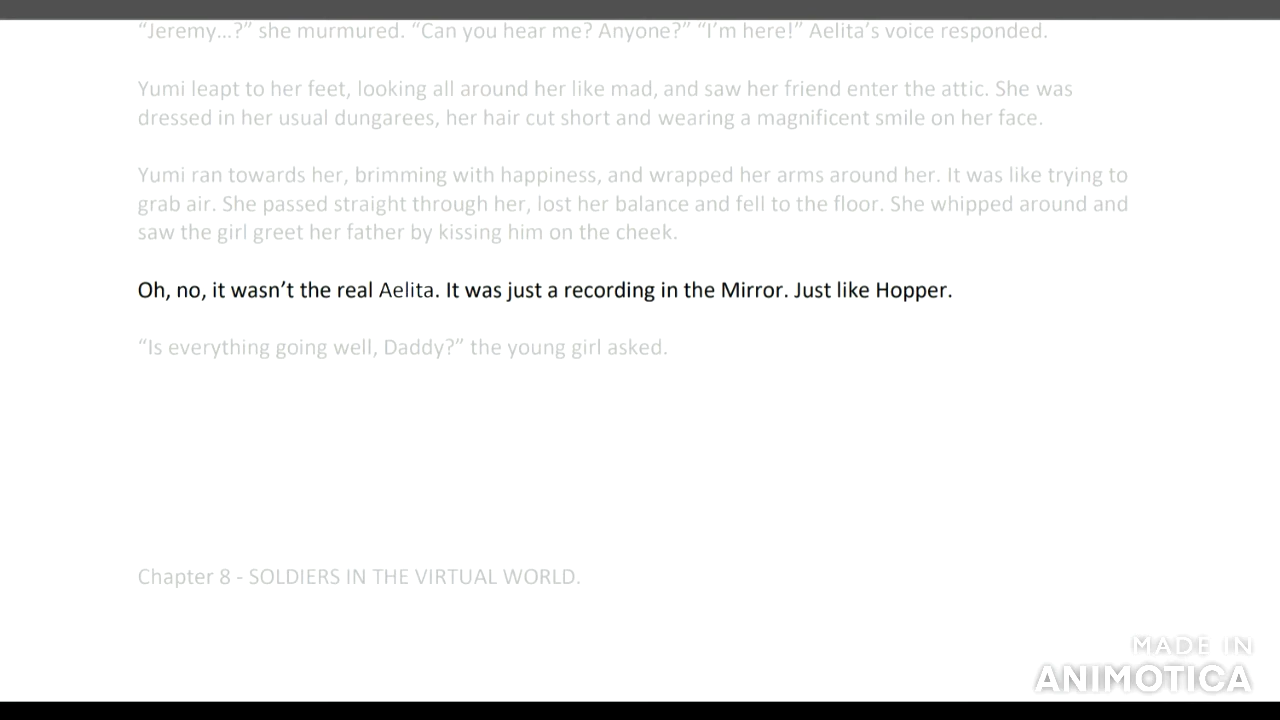 “Jeremy…?” she murmured. “Can you hear me? Anyone?” “I’m here!” Aelita’s voice responded.
Yumi leapt to her feet, looking all around her like mad, and saw her friend enter the attic. She was
dressed in her usual dungarees, her hair cut short and wearing a magnificent smile on her face.
Yumi ran towards her, brimming with happiness, and wrapped her arms around her. It was like trying to
grab air. She passed straight through her, lost her balance and fell to the floor. She whipped around and
saw the girl greet her father by kissing him on the cheek.
Oh, no, it wasn’t the real Aelita. It was just a recording in the Mirror. Just like Hopper.
“Is everything going well, Daddy?” the young girl asked.
Chapter 8 - SOLDIERS IN THE VIRTUAL WORLD.
MADE IN
ANIMOTICA